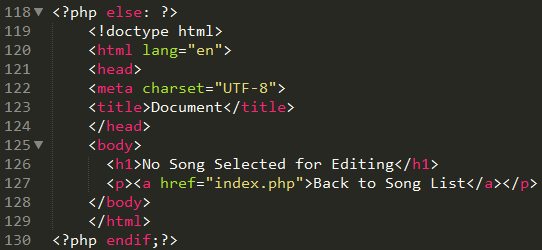 118 <?php else: ?>
119 <!doctype html>
120 <html lang="en">
121 <head>
122 <meta charset="UTF-8">
123 <title>Document</title>
124 </head>
125 <body>
126 <h1>No Song Selected for Editing</h1>
127 <p><a href="index.php">Back to Song List</a></p>
128 </body>
129 </html>
130 <?php endif;?>